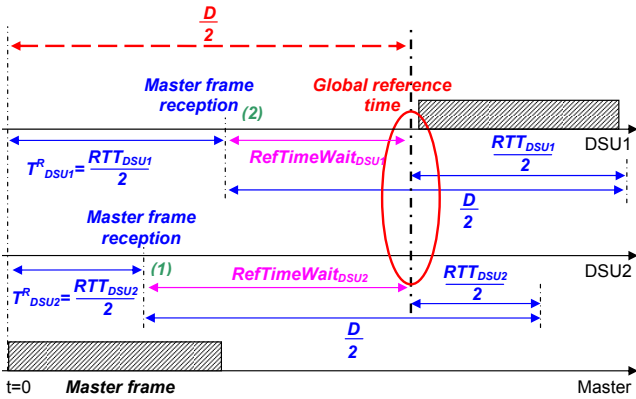 D
2
Master frame
reception
(2)
Global reference
time
DSU1
T^R_DSU1 = RTT_DSU1
2
RefTimeWait_DSU1
RTT_DSU1
2
D
2
Master frame
reception
(1)
DSU2
T^R_DSU2 = RTT_DSU2
2
RefTimeWait_DSU2
RTT_DSU2
2
D
2
t=0
Master frame
Master